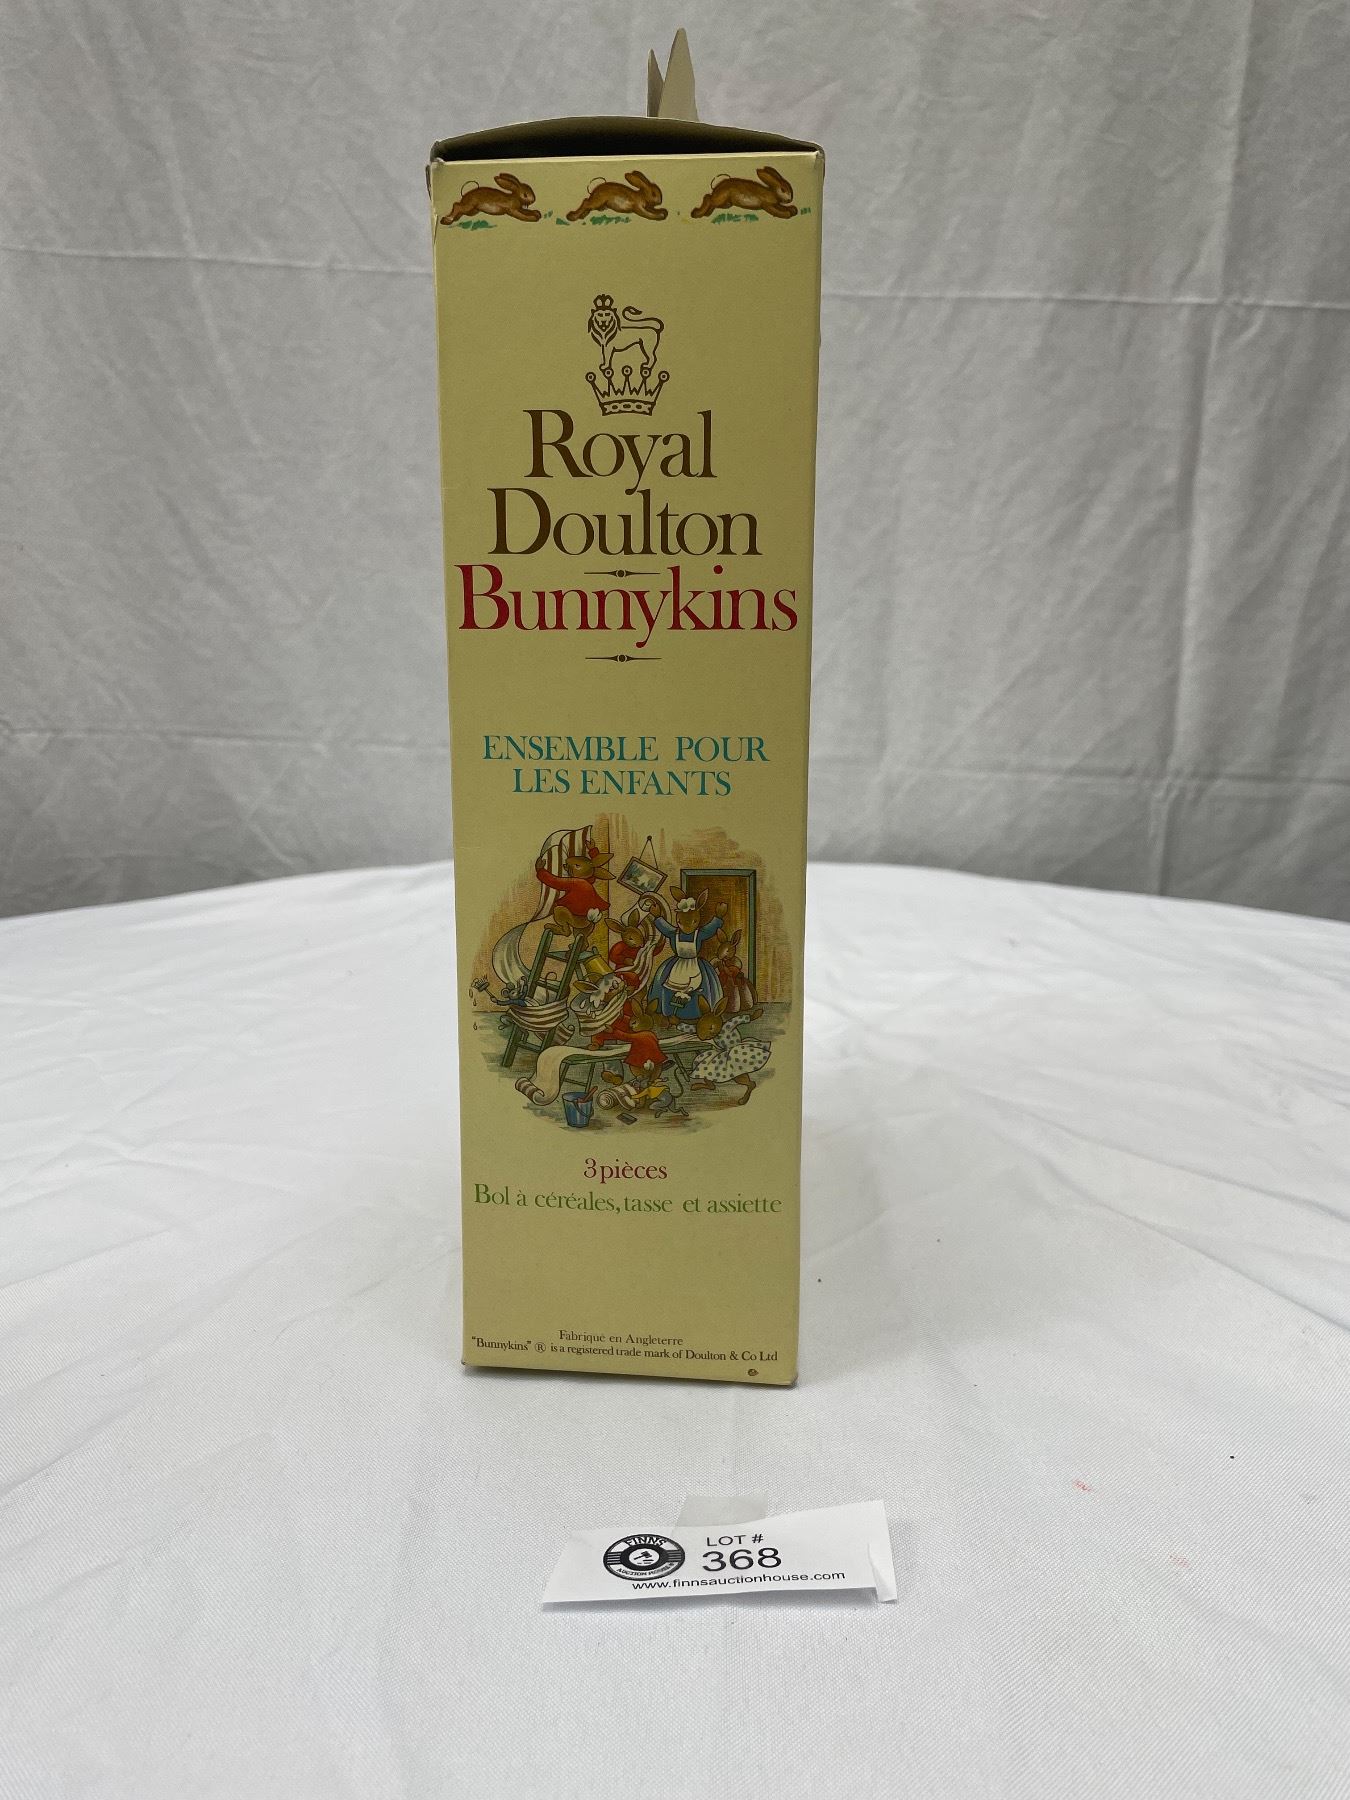 Royal
Doulton
Bunnykins
ENSEMBLE POUR
LES ENFANTS
3 pièces
Bol à céréales, tasse et assiette
Fabriqué en Angleterre
"Bunnykins" ® is a registered trade mark of Doulton & Co Ltd
FINNS
AUCTION HOUSE
LOT #
368
www.finnsauctionhouse.com